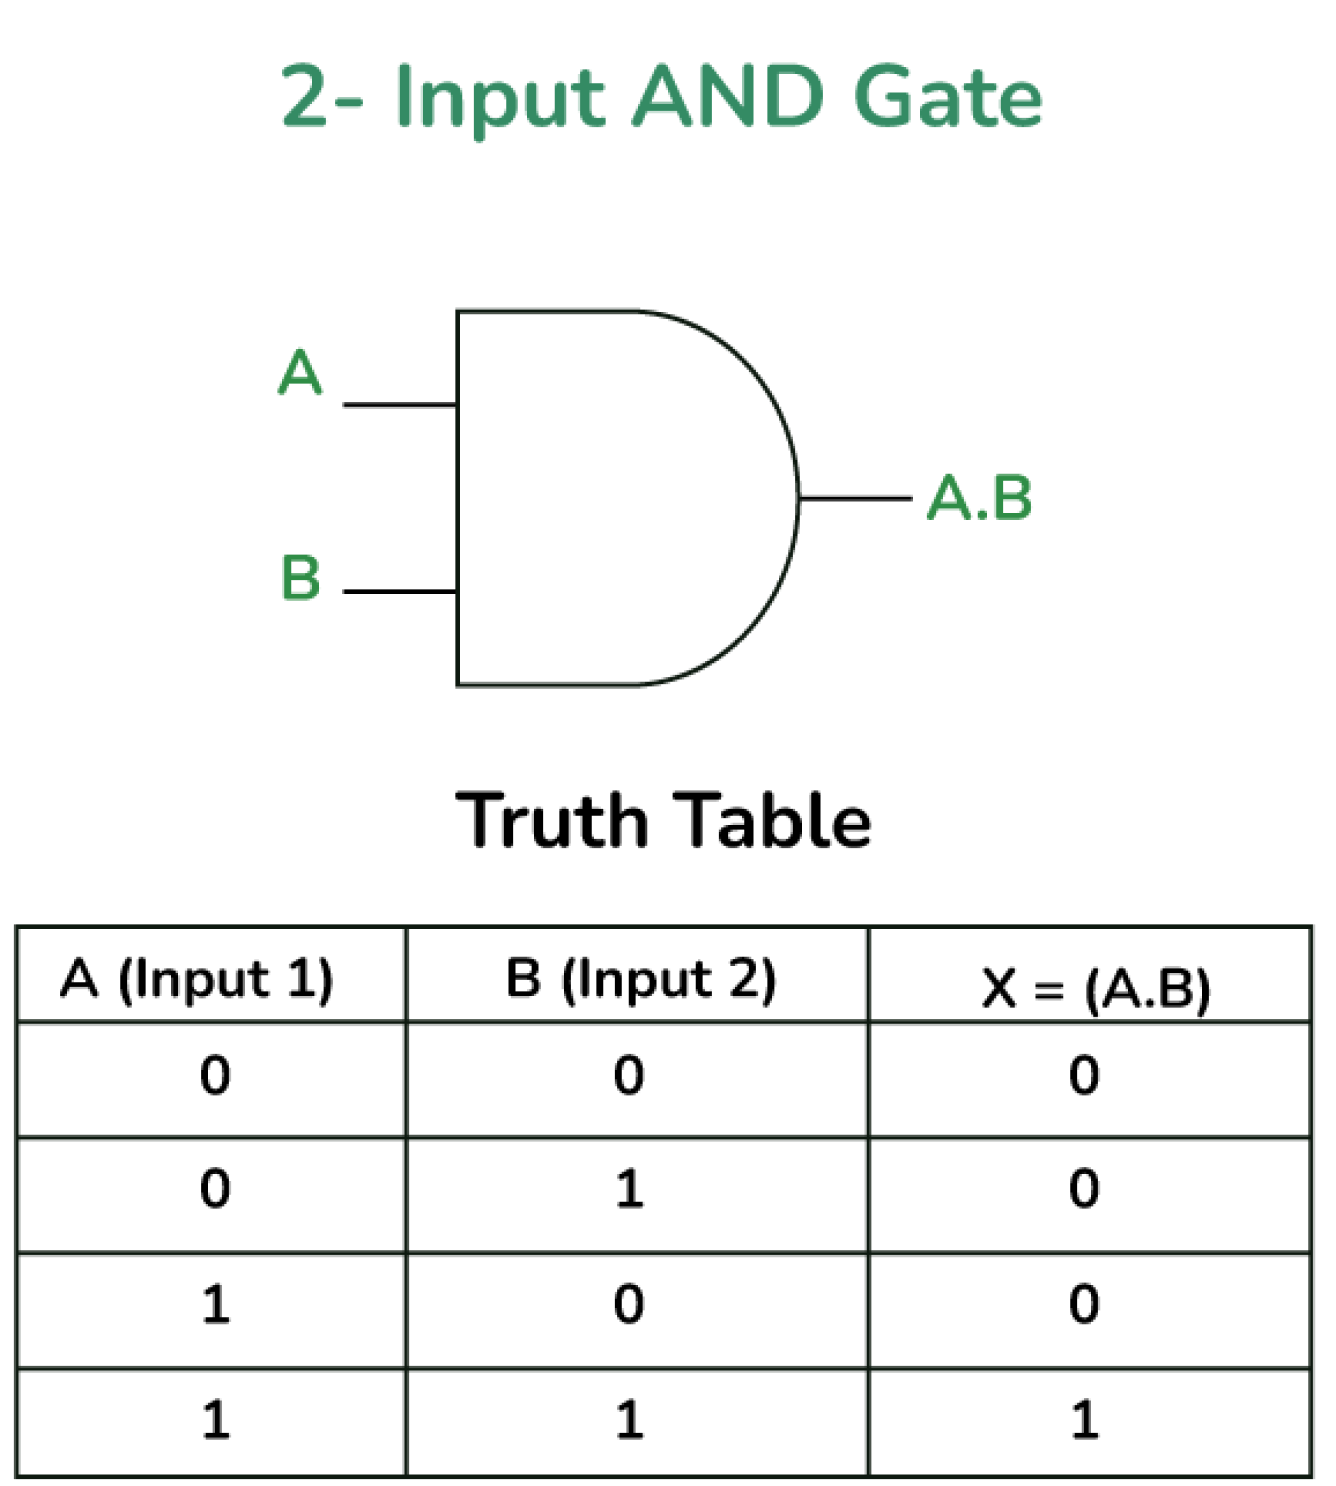 2- Input AND Gate
A
B
A.B
Truth Table
A (Input 1) B (Input 2) X = (A.B)
0 0 0
0 1 0
1 0 0
1 1 1